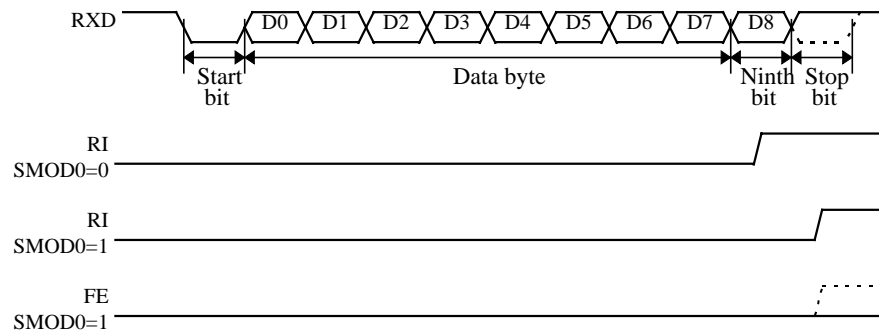 RXD D0 D1 D2 D3 D4 D5 D6 D7 D8
Start bit
Data byte
Ninth bit
Stop bit
RI
SMOD0=0
RI
SMOD0=1
FE
SMOD0=1